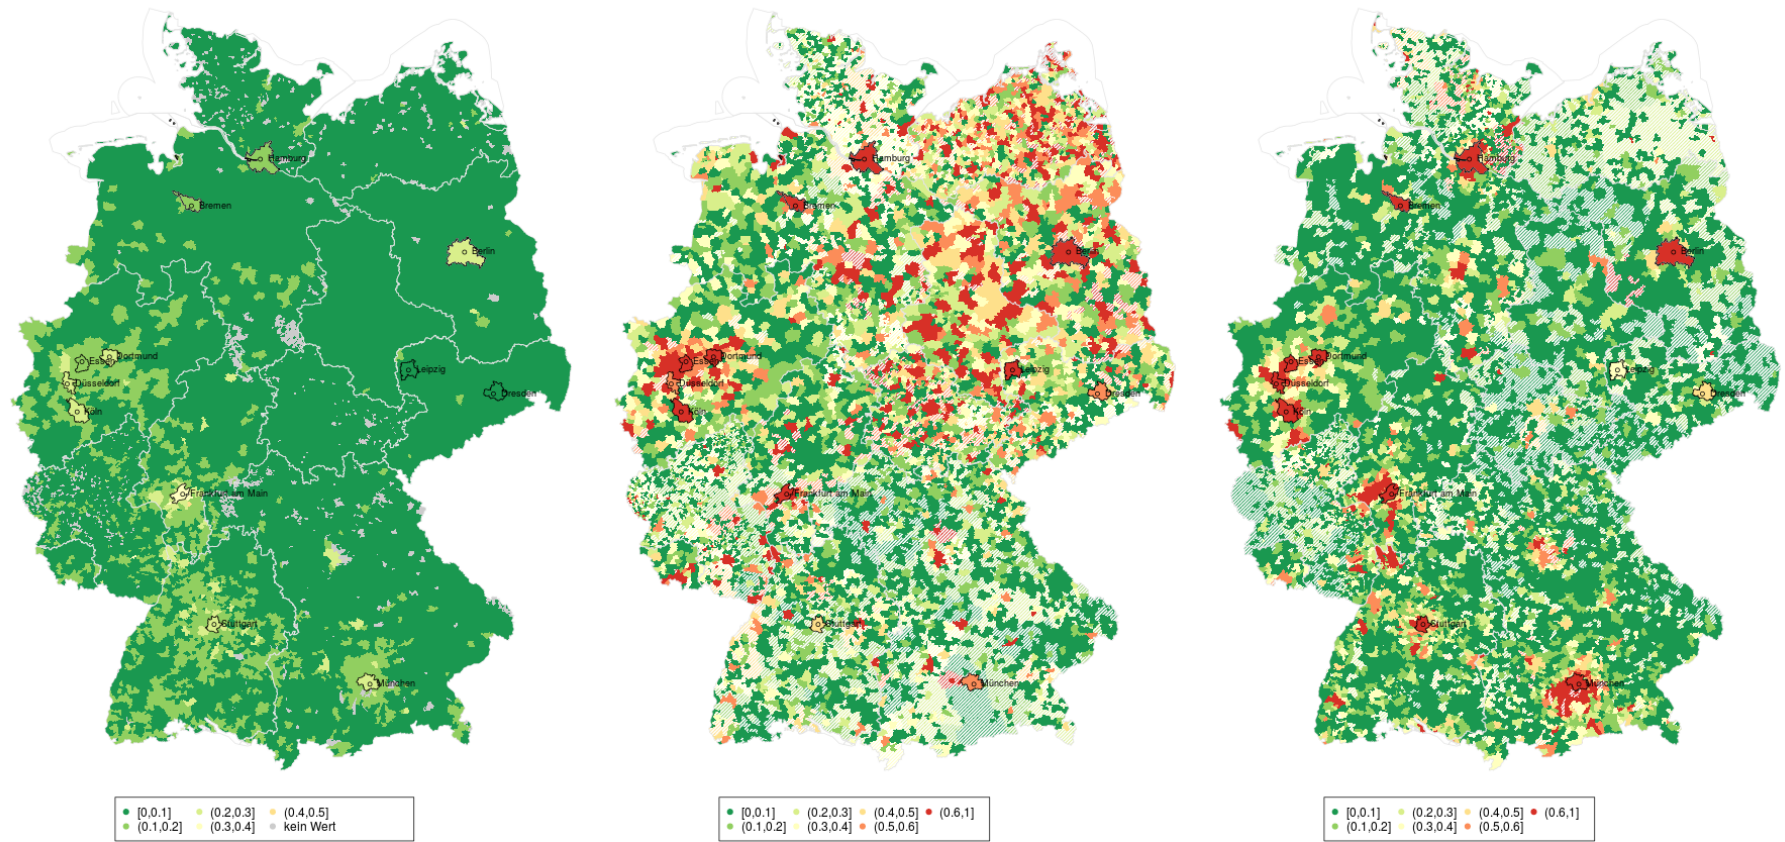 Hamburg
Bremen
Berlin
Essen
Dortmund
Düsseldorf
Köln
Leipzig
Dresden
Frankfurt am Main
Stuttgart
München
[0,0.1] (0.2,0.3] (0.4,0.5]
(0.1,0.2] (0.3,0.4] kein Wert
Hamburg
Bremen
Berlin
Essen
Dortmund
Düsseldorf
Köln
Leipzig
Dresden
Frankfurt am Main
Stuttgart
München
[0,0.1] (0.2,0.3] (0.4,0.5] (0.6,1]
(0.1,0.2] (0.3,0.4] (0.5,0.6]
Hamburg
Bremen
Berlin
Essen
Dortmund
Düsseldorf
Köln
Leipzig
Dresden
Frankfurt am Main
Stuttgart
München
[0,0.1] (0.2,0.3] (0.4,0.5] (0.6,1]
(0.1,0.2] (0.3,0.4] (0.5,0.6]